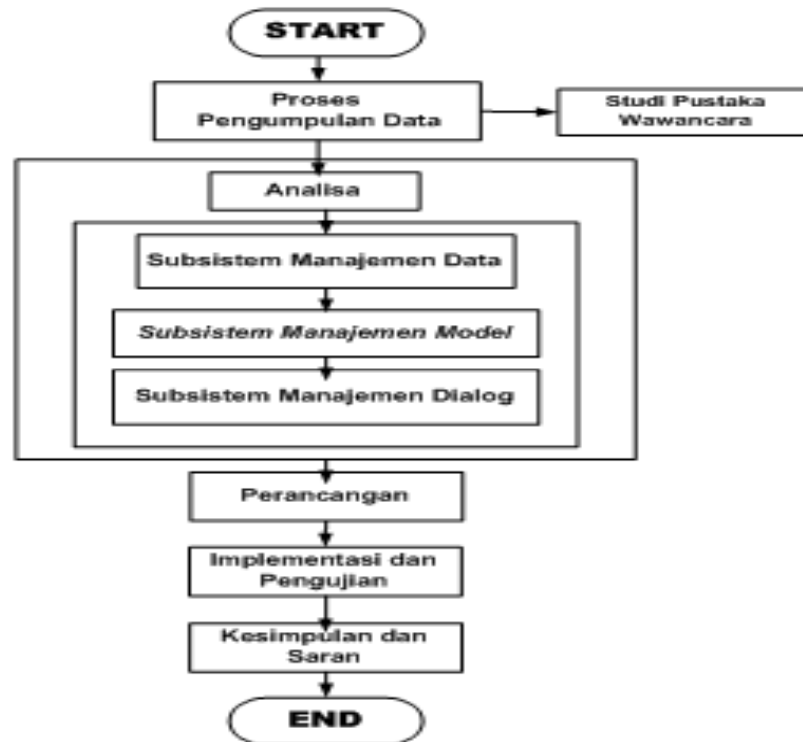 START
Proses
Pengumpulan Data
Studi Pustaka
Wawancara
Analisa
Subsistem Manajemen Data
Subsistem Manajemen Model
Subsistem Manajemen Dialog
Perancangan
Implementasi dan
Pengujian
Kesimpulan dan
Saran
END